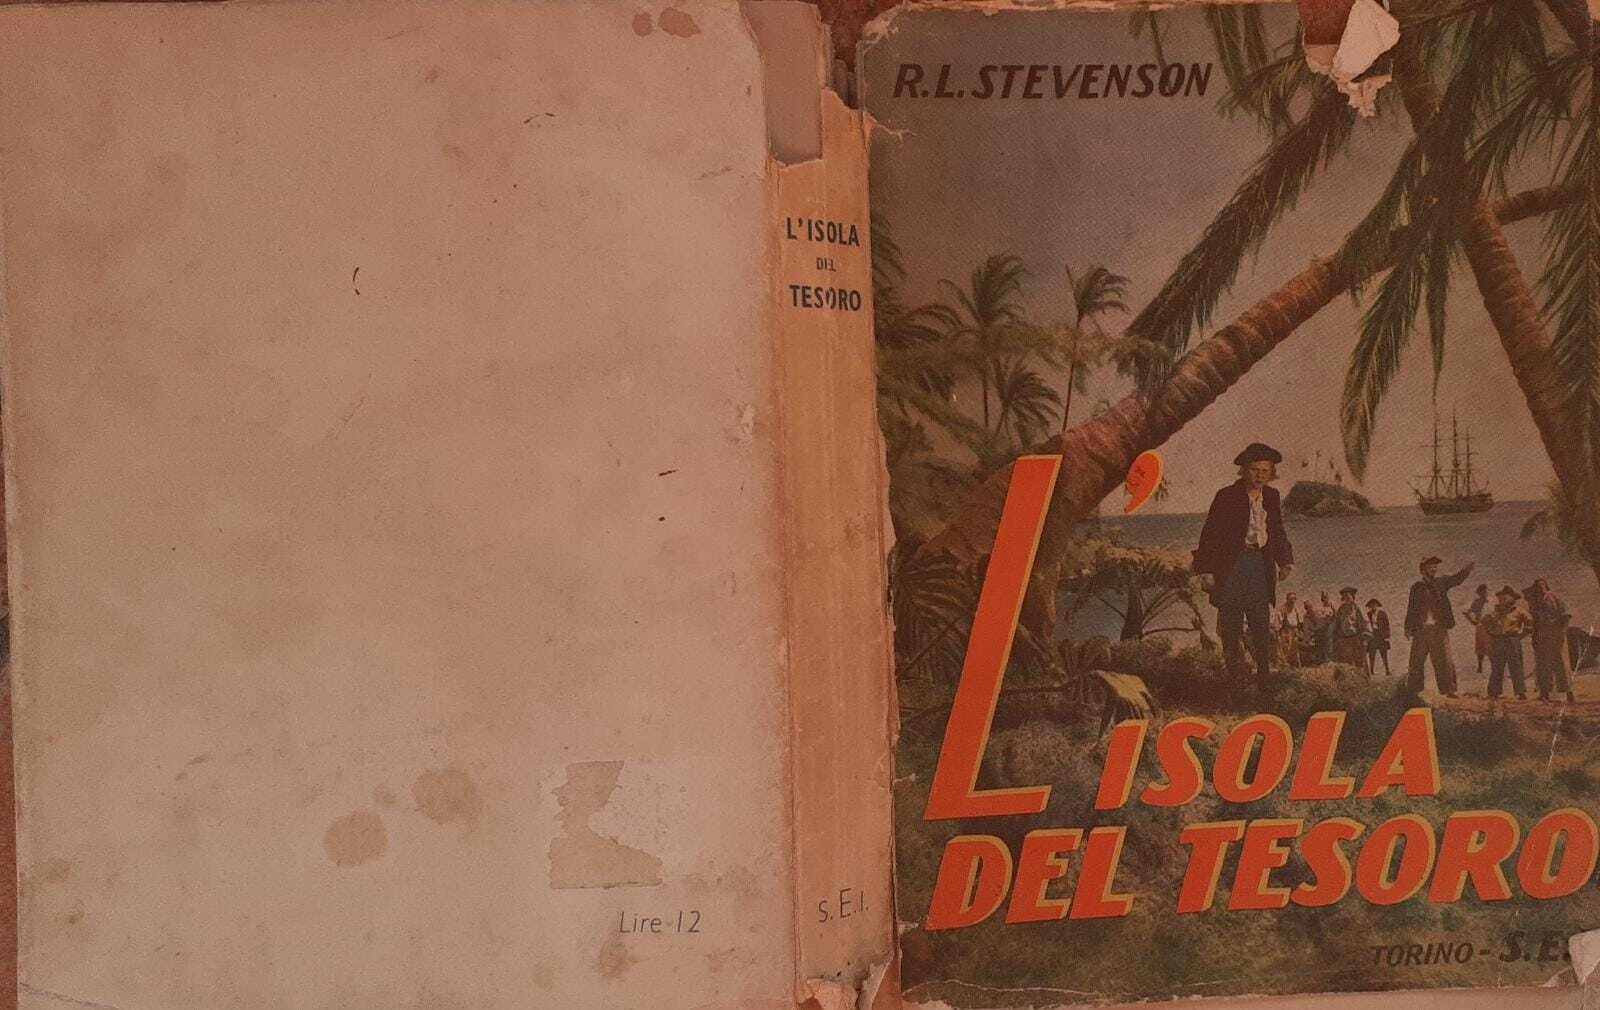 Lire 12
L'ISOLA
DEL
TESORO
S.E.I.
R.L. STEVENSON
L'ISOLA
DEL TESORO
TORINO - S.E.